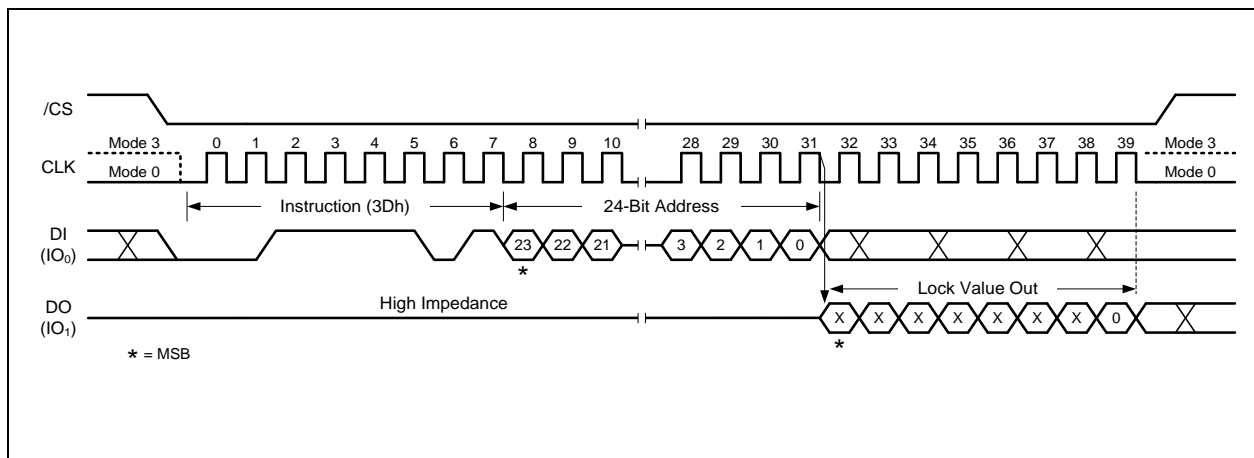 /CS
Mode 3 0 1 2 3 4 5 6 7 8 9 10 28 29 30 31 32 33 34 35 36 37 38 39 Mode 3
CLK
Mode 0 Mode 0
Instruction (3Dh) 24-Bit Address
DI
(IO₀)
23 22 21 3 2 1 0
*
Lock Value Out
High Impedance
DO
(IO₁)
X X X X X X X 0
*
* = MSB